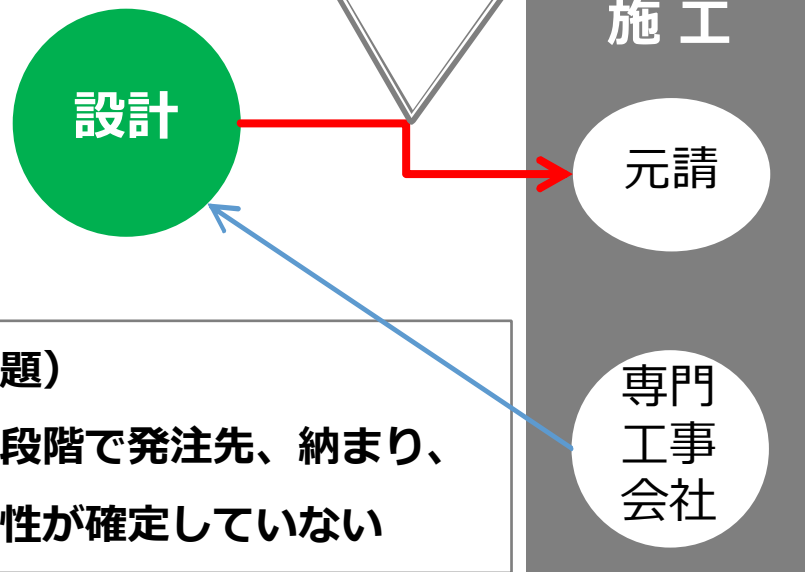 施 工
設計
元請
専門
工事
会社
題）
段階で発注先、納まり、
性が確定していない